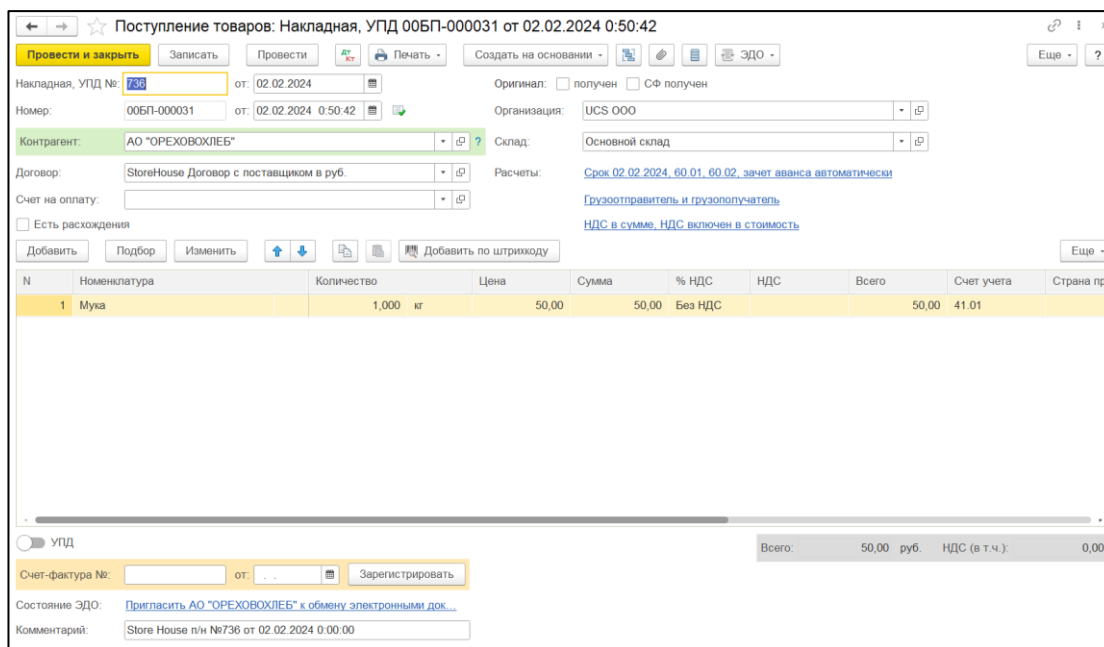 Поступление товаров: Накладная, УПД 00БП-000031 от 02.02.2024 0:50:42
Провести и закрыть Записать Провести Дт Кт Печать Создать на основании ЭДО Еще ?
Накладная, УПД №: 736 от: 02.02.2024 Оригинал: получен СФ получен
Номер: 00БП-000031 от: 02.02.2024 0:50:42 Организация: UCS ООО
Контрагент: АО "ОРЕХОВОХЛЕБ" ? Склад: Основной склад
Договор: StoreHouse Договор с поставщиком в руб. Расчеты: Срок 02.02.2024, 60.01, 60.02, зачет аванса автоматически
Счет на оплату: Грузоотправитель и грузополучатель
Есть расхождения НДС в сумме, НДС включен в стоимость
Добавить Подбор Изменить Добавить по штрихкоду Еще
N Номенклатура Количество Цена Сумма % НДС НДС Всего Счет учета Страна пр
1 Мука 1,000 кг 50,00 50,00 Без НДС 50,00 41.01
УПД Всего: 50,00 руб. НДС (в т.ч.): 0,00
Счет-фактура №: от: . . Зарегистрировать
Состояние ЭДО: Пригласить АО "ОРЕХОВОХЛЕБ" к обмену электронными док...
Комментарий: Store House п/н №736 от 02.02.2024 0:00:00